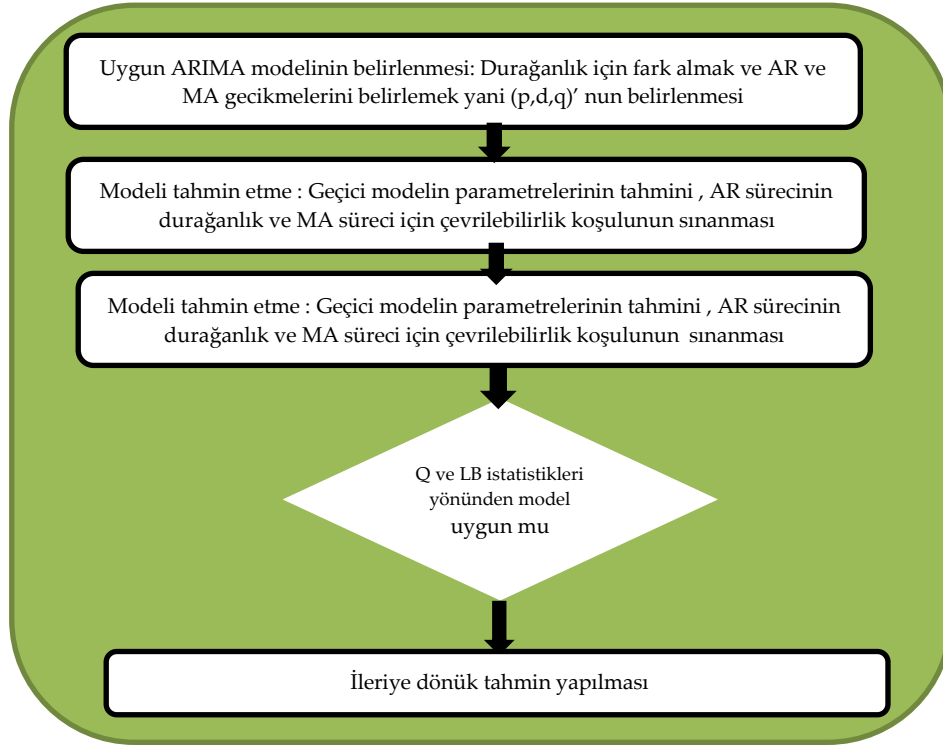 Uygun ARIMA modelinin belirlenmesi: Durağanlık için fark almak ve AR ve
MA gecikmelerini belirlemek yani (p,d,q)’ nun belirlenmesi
Modeli tahmin etme : Geçici modelin parametrelerinin tahmini , AR sürecinin
durağanlık ve MA süreci için çevrilebilirlik koşulunun sınanması
Modeli tahmin etme : Geçici modelin parametrelerinin tahmini , AR sürecinin
durağanlık ve MA süreci için çevrilebilirlik koşulunun sınanması
Q ve LB istatistikleri
yönünden model
uygun mu
İleriye dönük tahmin yapılması